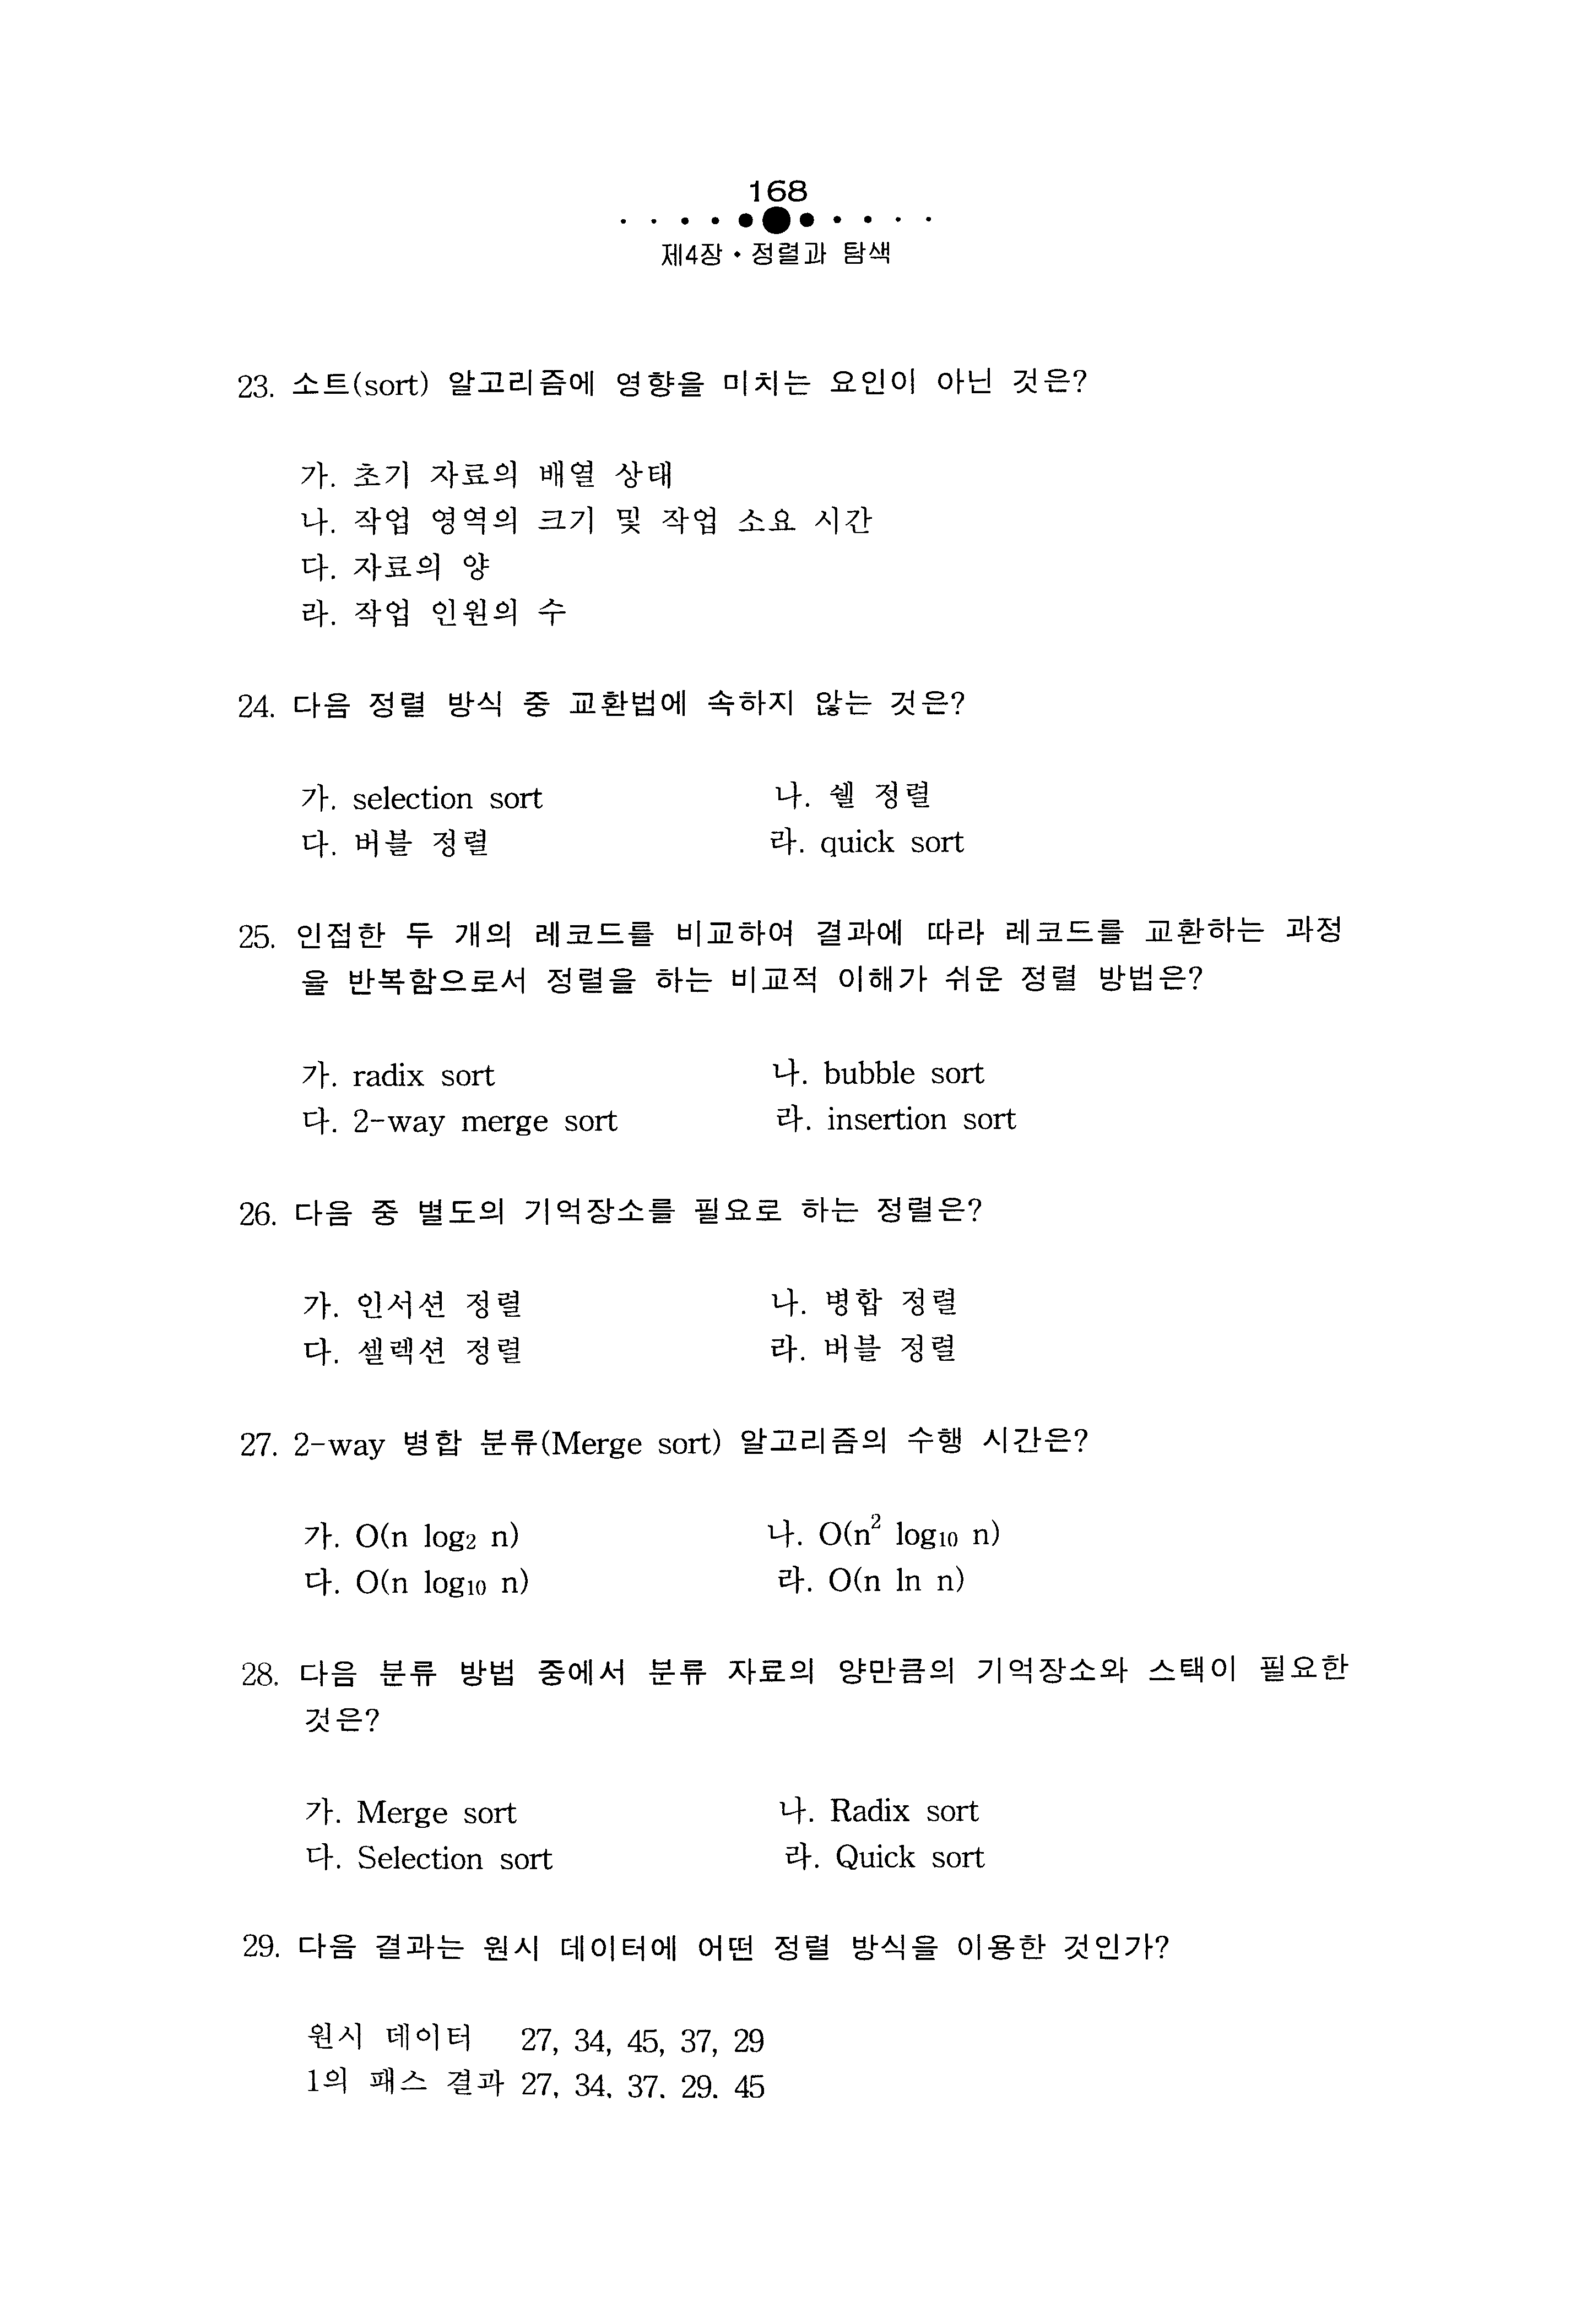 168
제4장 • 정렬과 탐색
23. 소트(sort) 알고리즘에 영향을 미치는 요인이 아닌 것은?
가. 초기 자료의 배열 상태
나. 작업 영역의 크기 및 작업 소요 시간
다. 자료의 양
라. 작업 인원의 수
24. 다음 정렬 방식 중 교환법에 속하지 않는 것은?
가. selection sort 나. 쉘 정렬
다. 버블 정렬 라. quick sort
25. 인접한 두 개의 레코드를 비교하여 결과에 따라 레코드를 교환하는 과정
을 반복함으로서 정렬을 하는 비교적 이해가 쉬운 정렬 방법은?
가. radix sort 나. bubble sort
다. 2-way merge sort 라. insertion sort
26. 다음 중 별도의 기억장소를 필요로 하는 정렬은?
가. 인서션 정렬 나. 병합 정렬
다. 셀렉션 정렬 라. 버블 정렬
27. 2-way 병합 분류(Merge sort) 알고리즘의 수행 시간은?
가. O(n log₂ n) 나. O(n² log₁₀ n)
다. O(n log₁₀ n) 라. O(n ln n)
28. 다음 분류 방법 중에서 분류 자료의 양만큼의 기억장소와 스택이 필요한
것은?
가. Merge sort 나. Radix sort
다. Selection sort 라. Quick sort
29. 다음 결과는 원시 데이터에 어떤 정렬 방식을 이용한 것인가?
원시 데이터 27, 34, 45, 37, 29
1의 패스 결과 27, 34, 37, 29, 45